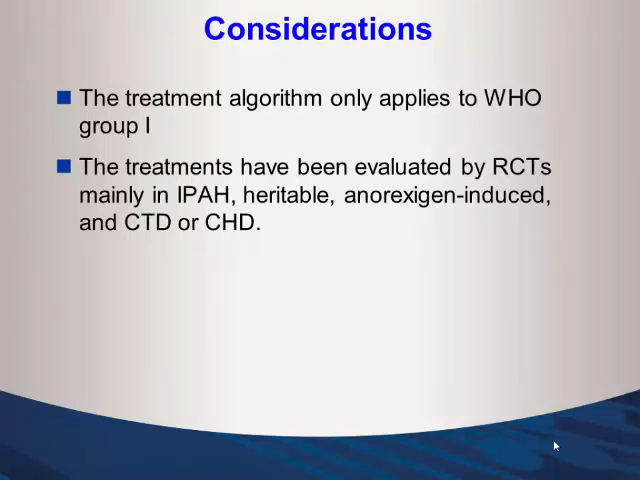 Considerations
The treatment algorithm only applies to WHO
group I
The treatments have been evaluated by RCTs
mainly in IPAH, heritable, anorexigen-induced,
and CTD or CHD.